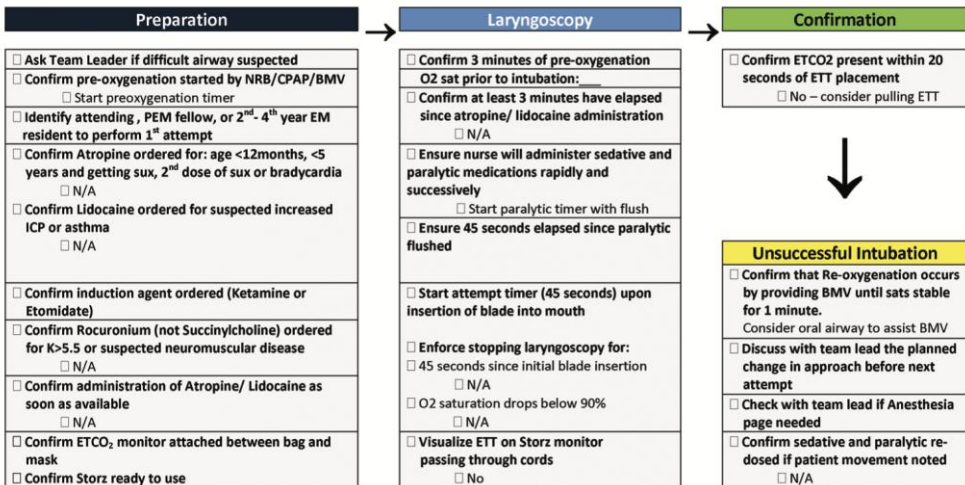 Preparation
☐ Ask Team Leader if difficult airway suspected
☐ Confirm pre-oxygenation started by NRB/CPAP/BMV
☐ Start preoxygenation timer
☐ Identify attending , PEM fellow, or 2nd- 4th year EM
resident to perform 1st attempt
☐ Confirm Atropine ordered for: age <12months, <5
years and getting sux, 2nd dose of sux or bradycardia
☐ N/A
☐ Confirm Lidocaine ordered for suspected increased
ICP or asthma
☐ N/A
☐ Confirm induction agent ordered (Ketamine or
Etomidate)
☐ Confirm Rocuronium (not Succinylcholine) ordered
for K>5.5 or suspected neuromuscular disease
☐ N/A
☐ Confirm administration of Atropine/ Lidocaine as
soon as available
☐ N/A
☐ Confirm ETCO₂ monitor attached between bag and
mask
☐ Confirm Storz ready to use
Laryngoscopy
☐ Confirm 3 minutes of pre-oxygenation
O2 sat prior to intubation:___
☐ Confirm at least 3 minutes have elapsed
since atropine/ lidocaine administration
☐ N/A
☐ Ensure nurse will administer sedative and
paralytic medications rapidly and
successively
☐ Start paralytic timer with flush
☐ Ensure 45 seconds elapsed since paralytic
flushed
☐ Start attempt timer (45 seconds) upon
insertion of blade into mouth
☐ Enforce stopping laryngoscopy for:
☐ 45 seconds since initial blade insertion
☐ N/A
☐ O2 saturation drops below 90%
☐ N/A
☐ Visualize ETT on Storz monitor
passing through cords
☐ No
Confirmation
☐ Confirm ETCO2 present within 20
seconds of ETT placement
☐ No – consider pulling ETT
Unsuccessful Intubation
☐ Confirm that Re-oxygenation occurs
by providing BMV until sats stable
for 1 minute.
Consider oral airway to assist BMV
☐ Discuss with team lead the planned
change in approach before next
attempt
☐ Check with team lead if Anesthesia
page needed
☐ Confirm sedative and paralytic re-
dosed if patient movement noted
☐ N/A